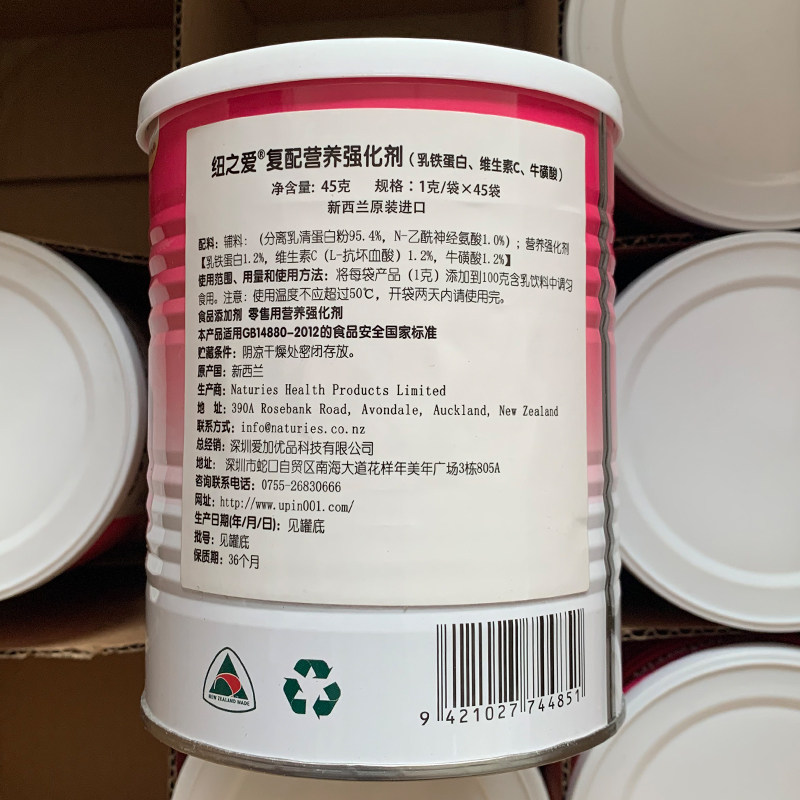 纽之爱®复配营养强化剂（乳铁蛋白、维生素C、牛磺酸）
净含量: 45克 规格：1克/袋×45袋
新西兰原装进口
配料: 辅料: (分离乳清蛋白粉95.4%, N-乙酰神经氨酸1.0%) ; 营养强化剂
【乳铁蛋白1.2%, 维生素C (L-抗坏血酸) 1.2%, 牛磺酸1.2%】
使用范围、用量和使用方法: 将每袋产品 (1克) 添加到100克含乳饮料中调匀
食用。注意: 使用温度不应超过50℃, 开袋两天内请使用完。
食品添加剂 零售用营养强化剂
本产品适用GB14880-2012的食品安全国家标准
贮藏条件: 阴凉干燥处密闭存放。
原产国: 新西兰
生产商: Naturies Health Products Limited
地 址: 390A Rosebank Road, Avondale, Auckland, New Zealand
联系方式: info@naturies.co.nz
总经销: 深圳爱加优品科技有限公司
地址: 深圳市蛇口自贸区南海大道花样年美年广场3栋805A
咨询联系电话: 0755-26830666
网址: http://www.upin001.com/
生产日期(年/月/日): 见罐底
批号: 见罐底
保质期: 36个月
NEW ZEALAND MADE
9 421027 744851